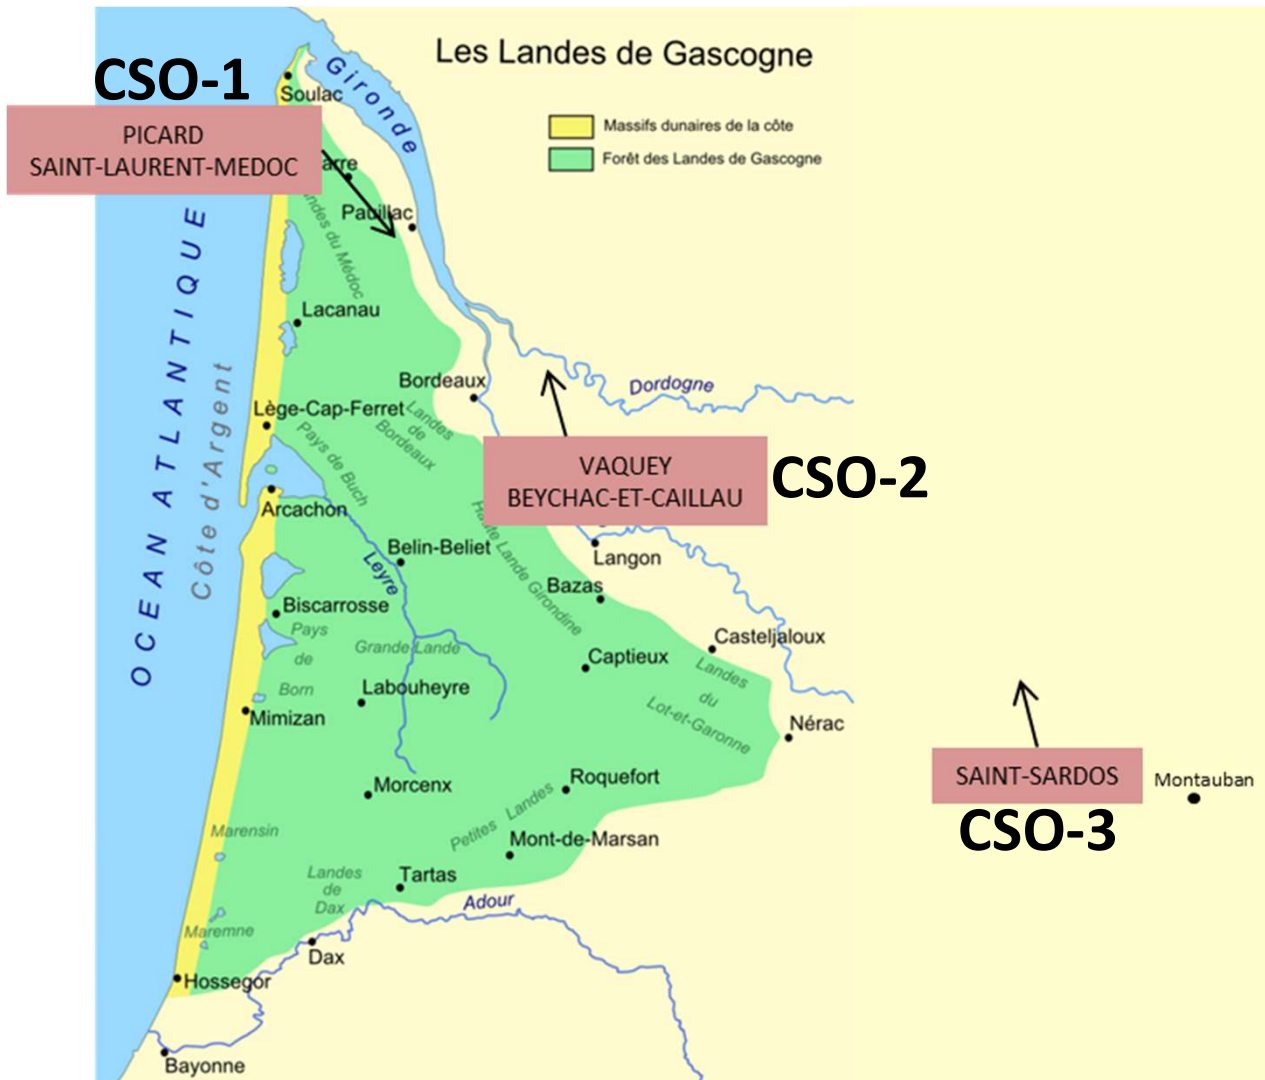 Les Landes de Gascogne
CSO-1
Soulac
Gironde
PICARD
SAINT-LAURENT-MEDOC
Massifs dunaires de la côte
Forêt des Landes de Gascogne
Pauillac
Landes du Médoc
OCEAN ATLANTIQUE
Côte d'Argent
Lacanau
Bordeaux
Dordogne
Lège-Cap-Ferret
Landes
de
Bordeaux
Pays de Buch
VAQUEY
BEYCHAC-ET-CAILLAU
CSO-2
Arcachon
Haute Lande Girondine
Belin-Beliet
Leyre
Langon
Bazas
Biscarrosse
Pays
de
Born
Grande Lande
Casteljaloux
Captieux
Landes
du
Lot-et-Garonne
Labouheyre
Mimizan
Nérac
Morcenx
Roquefort
SAINT-SARDOS
CSO-3
Montauban
Petites Landes
Marensin
Mont-de-Marsan
Landes
de
Dax
Tartas
Adour
Maremne
Dax
Hossegor
Bayonne